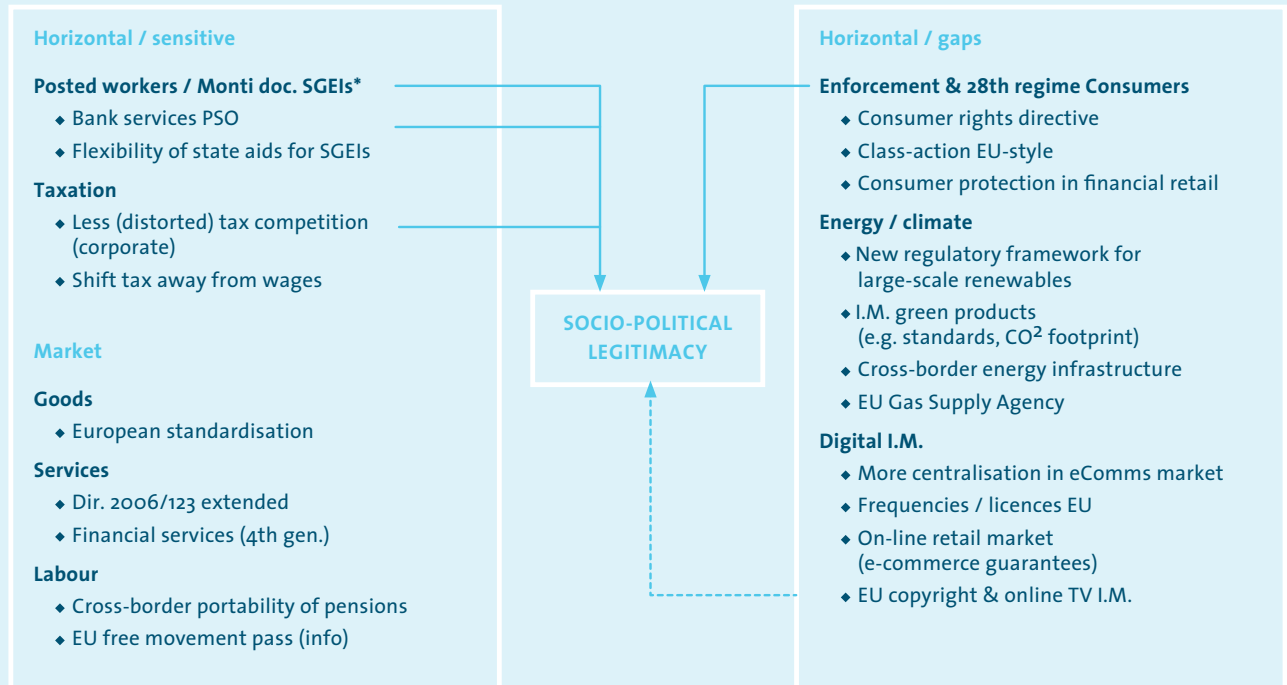 Horizontal / sensitive
Posted workers / Monti doc. SGEIs*
◆ Bank services PSO
◆ Flexibility of state aids for SGEIs
Taxation
◆ Less (distorted) tax competition
(corporate)
◆ Shift tax away from wages
Market
Goods
◆ European standardisation
Services
◆ Dir. 2006/123 extended
◆ Financial services (4th gen.)
Labour
◆ Cross-border portability of pensions
◆ EU free movement pass (info)
SOCIO-POLITICAL
LEGITIMACY
Horizontal / gaps
Enforcement & 28th regime Consumers
◆ Consumer rights directive
◆ Class-action EU-style
◆ Consumer protection in financial retail
Energy / climate
◆ New regulatory framework for
large-scale renewables
◆ I.M. green products
(e.g. standards, CO² footprint)
◆ Cross-border energy infrastructure
◆ EU Gas Supply Agency
Digital I.M.
◆ More centralisation in eComms market
◆ Frequencies / licences EU
◆ On-line retail market
(e-commerce guarantees)
◆ EU copyright & online TV I.M.